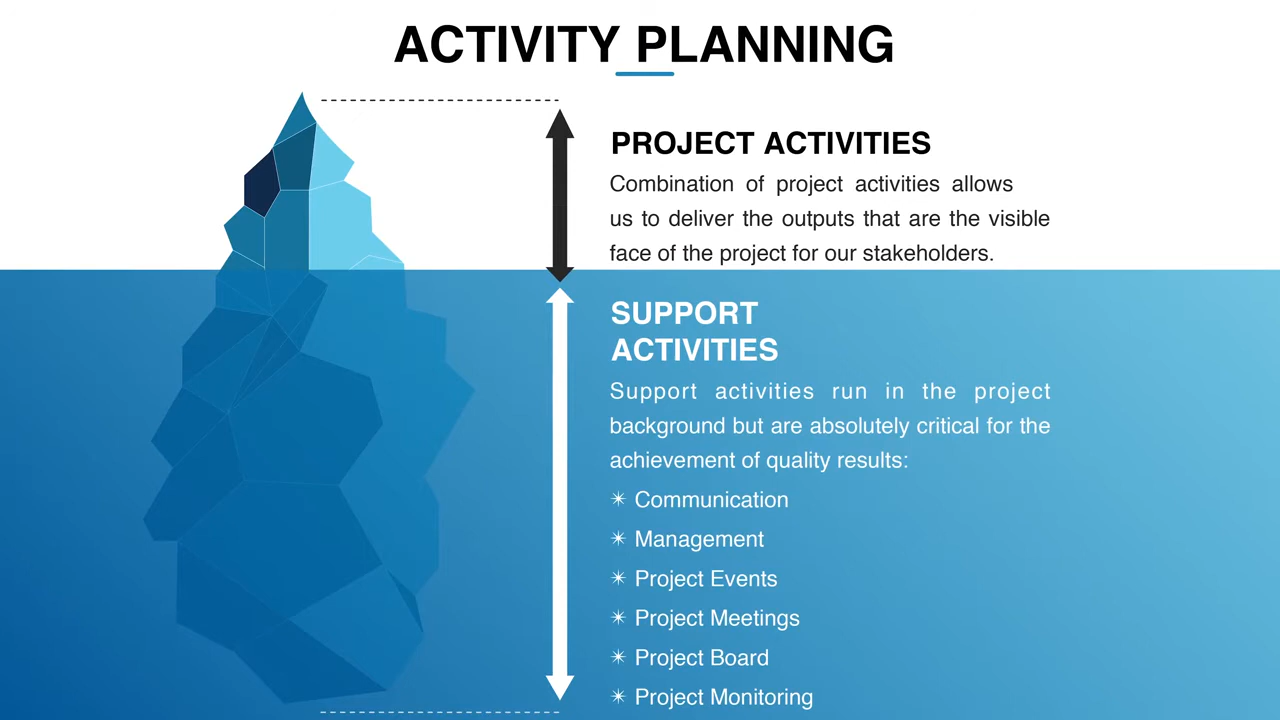 ACTIVITY PLANNING
PROJECT ACTIVITIES
Combination of project activities allows
us to deliver the outputs that are the visible
face of the project for our stakeholders.
SUPPORT
ACTIVITIES
Support activities run in the project
background but are absolutely critical for the
achievement of quality results:
✴ Communication
✴ Management
✴ Project Events
✴ Project Meetings
✴ Project Board
✴ Project Monitoring